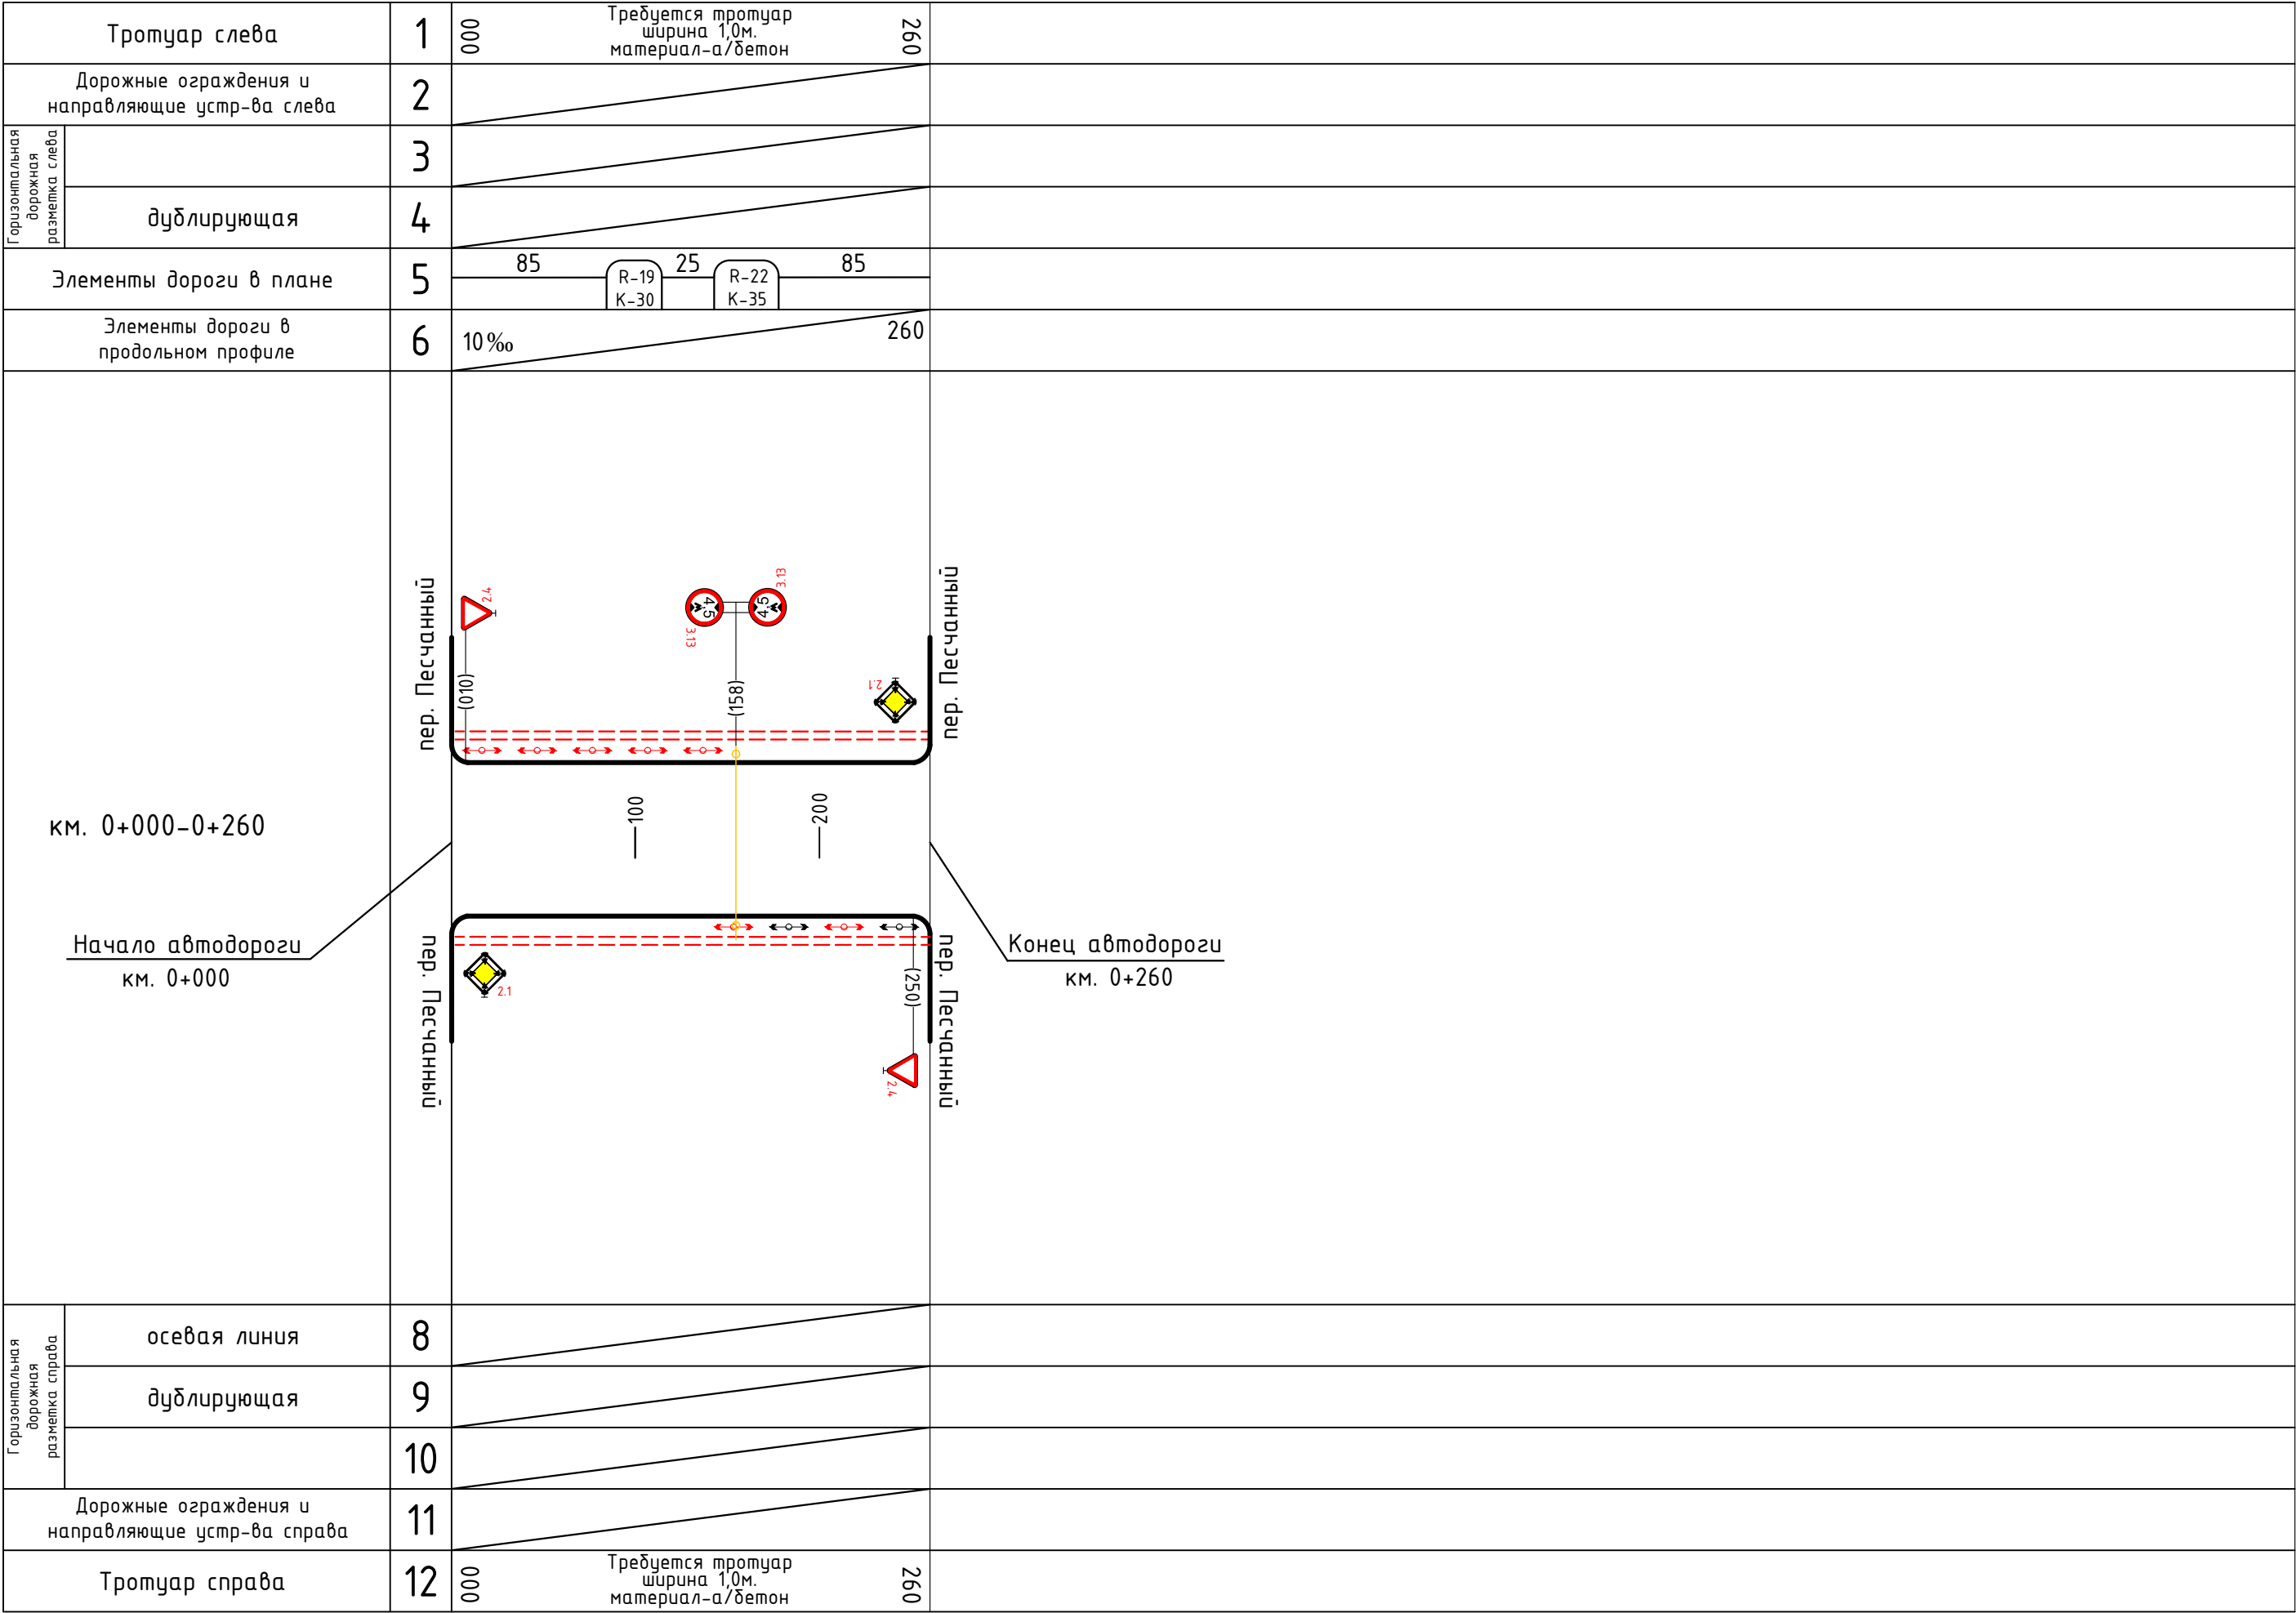 Тротуар слева
1
000
Требуется тротуар
ширина 1,0м.
материал-а/бетон
260
Дорожные ограждения и
направляющие устр-ва слева
2
Горизонтальная
дорожная
разметка слева
3
дублирующая
4
Элементы дороги в плане
5
85
R-19
К-30
25
R-22
К-35
85
Элементы дороги в
продольном профиле
6
10‰
260
пер. Песчанный
2.4
(010)
4,5
3.13
4,5
3.13
(158)
2.1
пер. Песчанный
км. 0+000-0+260
100
200
Начало автодороги
км. 0+000
пер. Песчанный
2.1
(250)
2.4
пер. Песчанный
Конец автодороги
км. 0+260
Горизонтальная
дорожная
разметка справа
осевая линия
8
дублирующая
9
10
Дорожные ограждения и
направляющие устр-ва справа
11
Тротуар справа
12
000
Требуется тротуар
ширина 1,0м.
материал-а/бетон
260